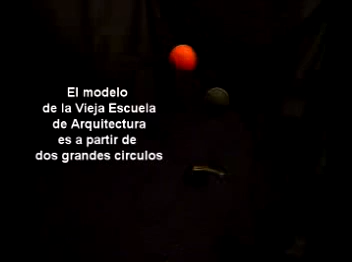 El modelo
de la Vieja Escuela
de Arquitectura
es a partir de
dos grandes circulos